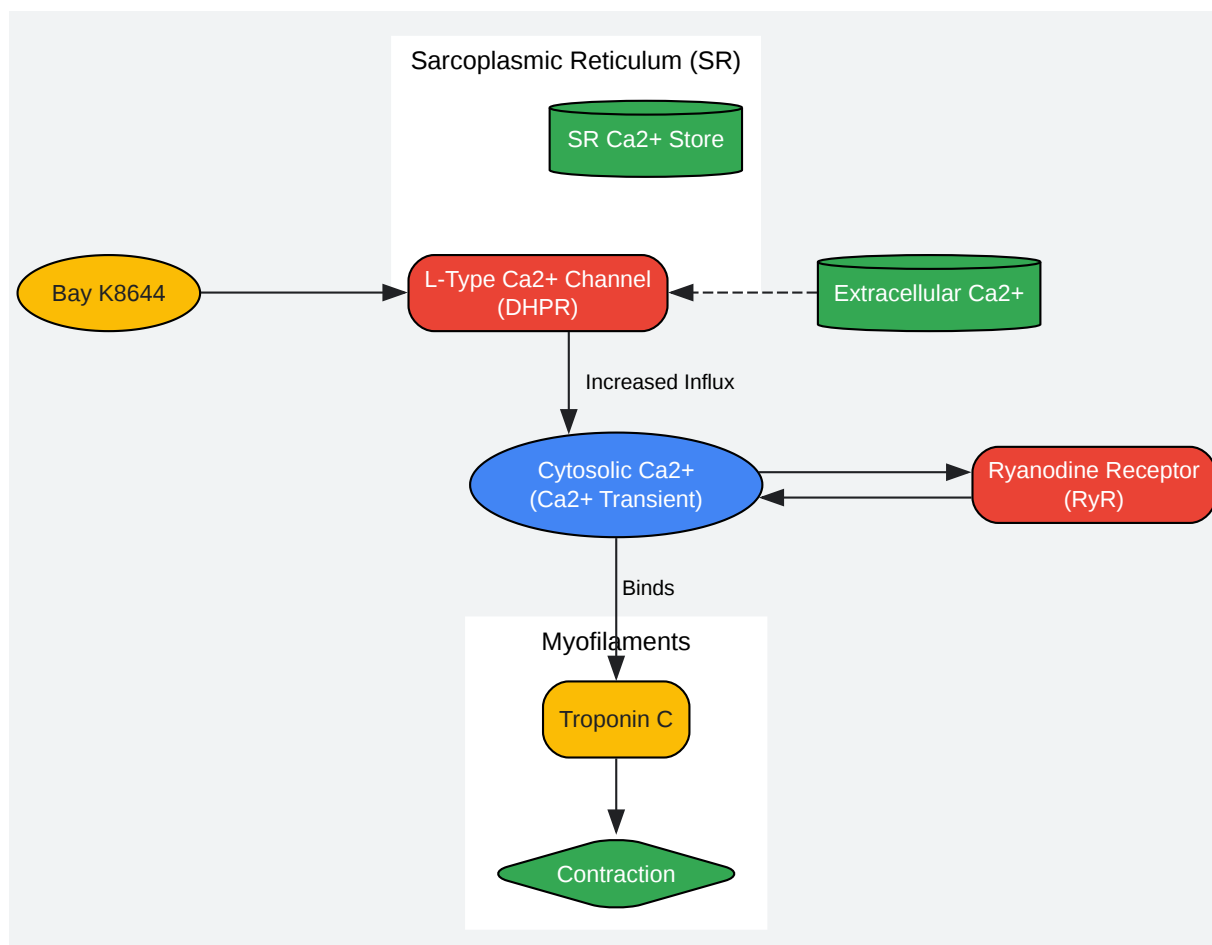 Sarcoplasmic Reticulum (SR)
SR Ca2+ Store
Bay K8644
L-Type Ca2+ Channel
(DHPR)
Extracellular Ca2+
Increased Influx
Cytosolic Ca2+
(Ca2+ Transient)
Ryanodine Receptor
(RyR)
Binds
Myofilaments
Troponin C
Contraction